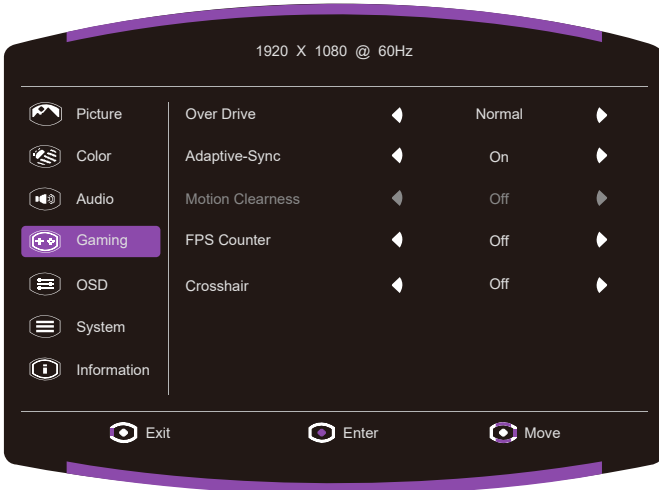 1920 X 1080 @ 60Hz
Picture
Over Drive Normal
Color
Adaptive-Sync On
Audio
Motion Clearness Off
Gaming
FPS Counter Off
OSD
Crosshair Off
System
Information
Exit Enter Move